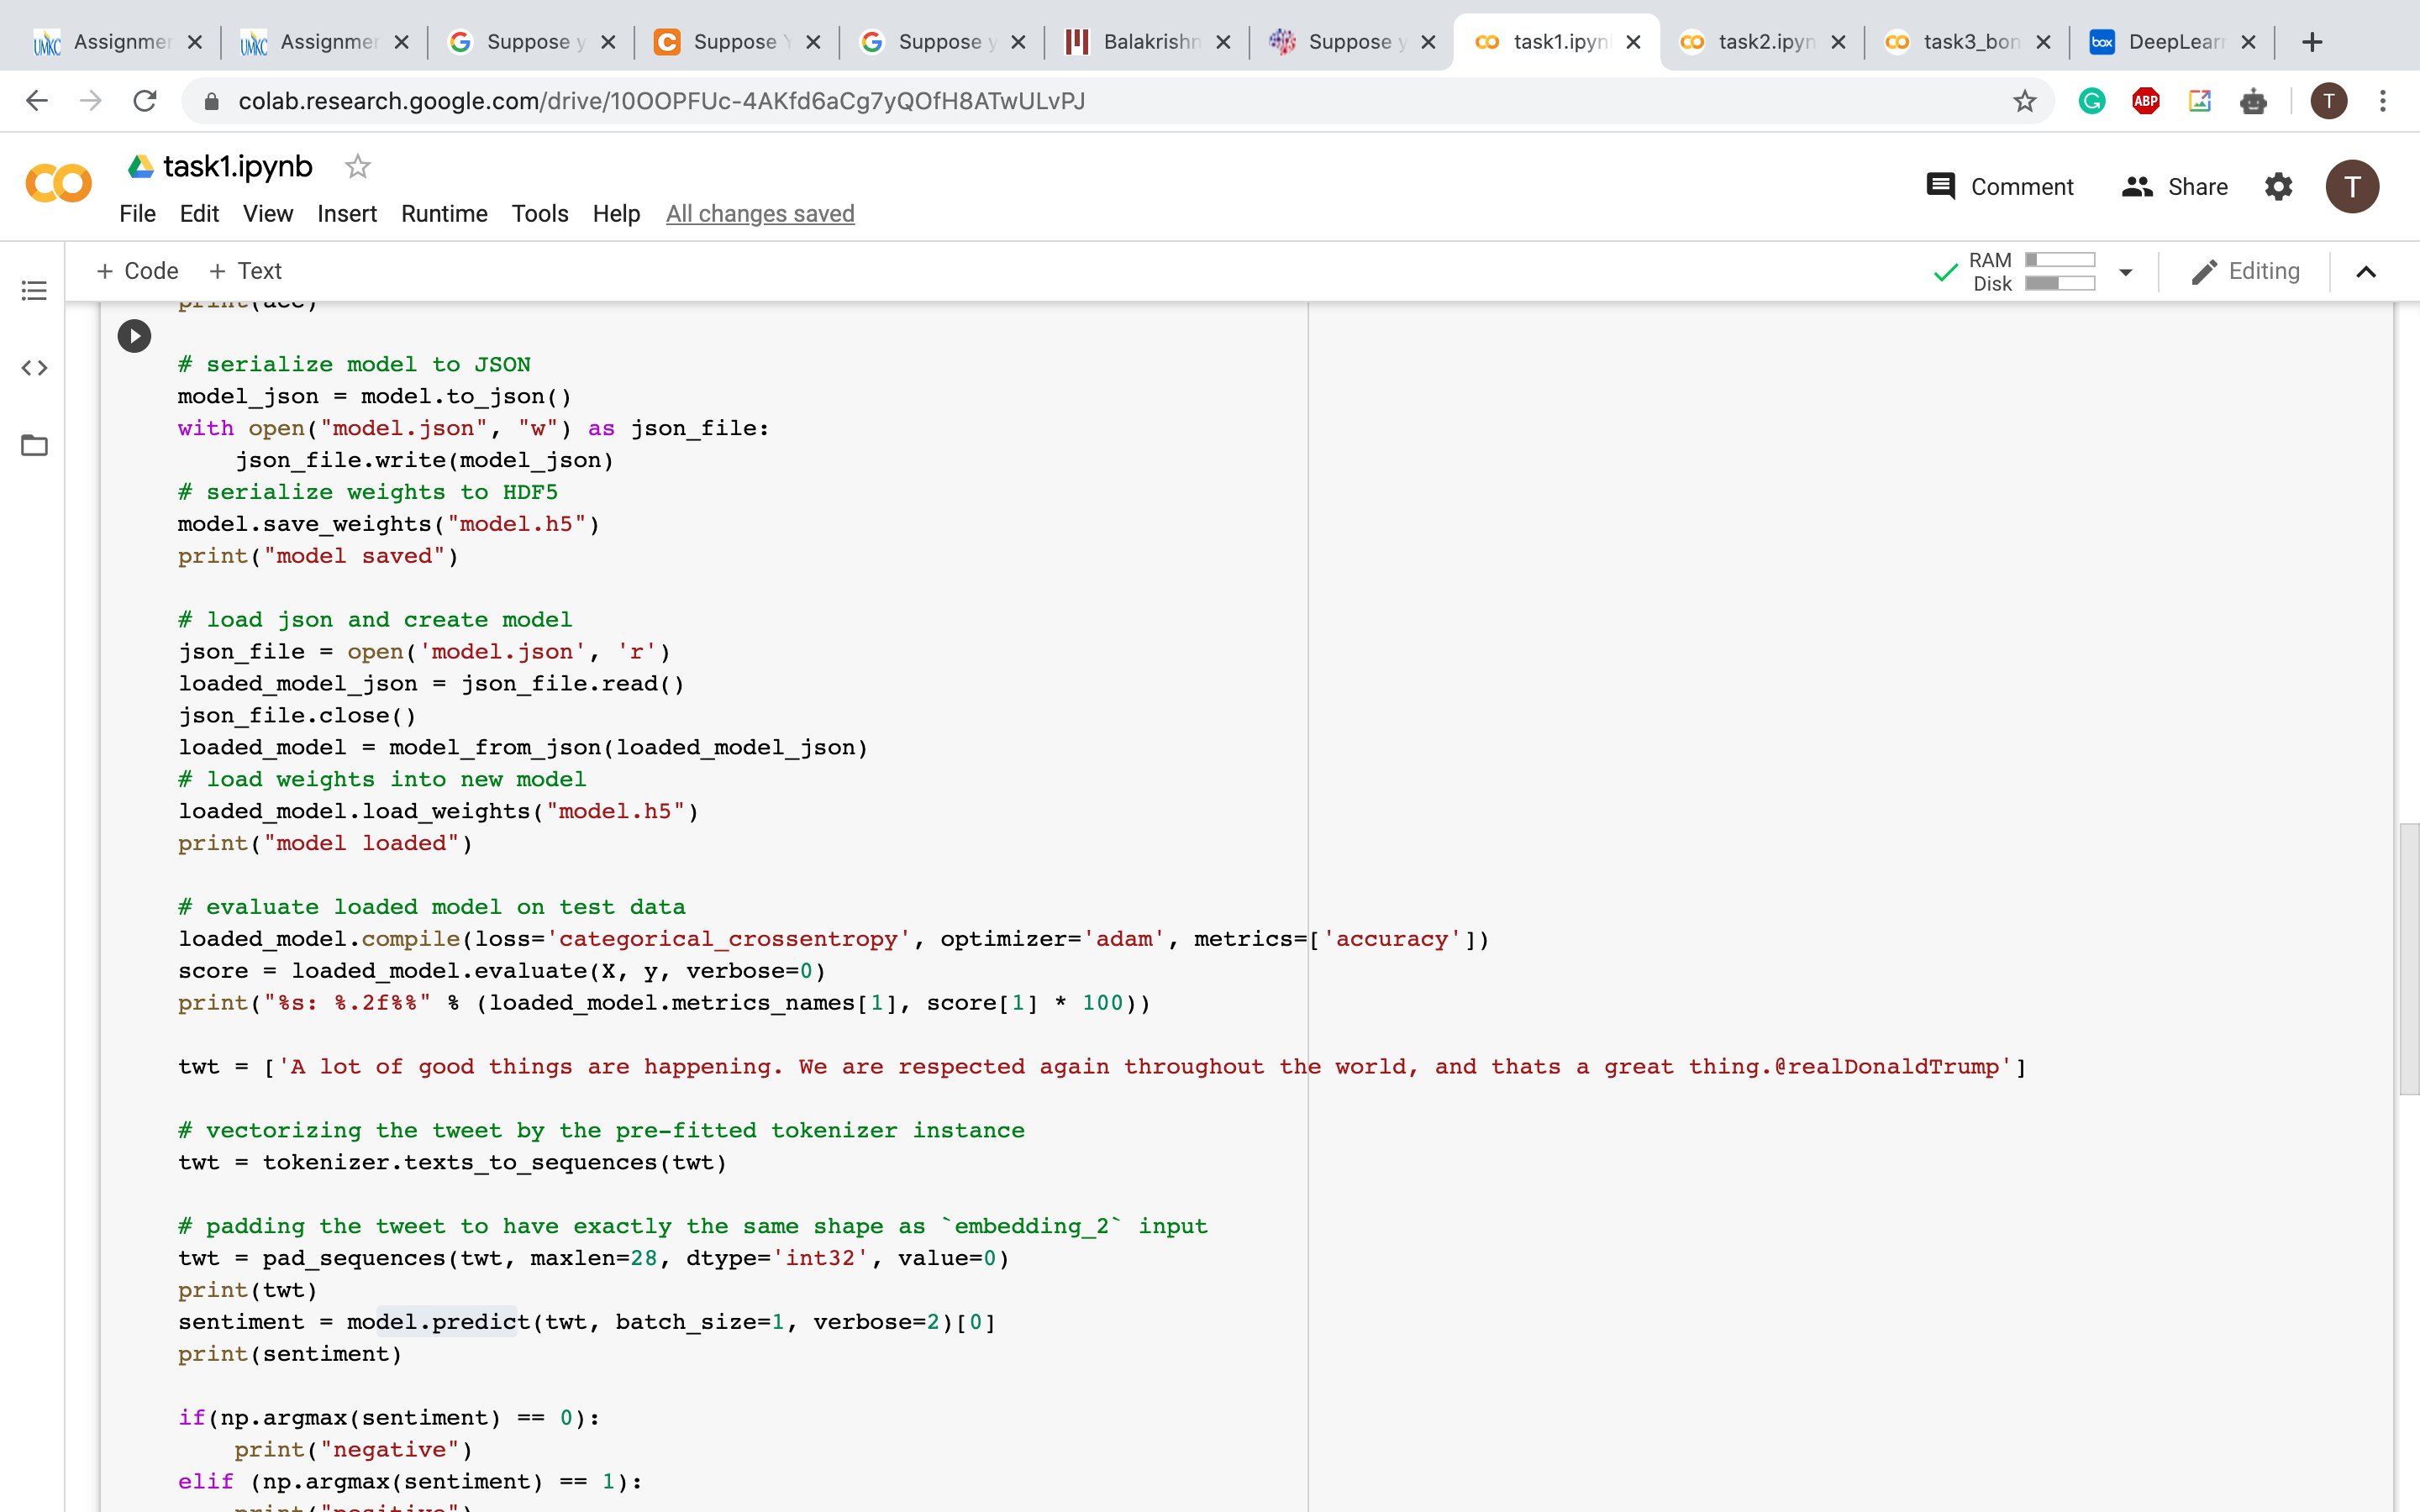 Assignmer
Assignmer
Suppose y
Suppose Y
Suppose y
Balakrishn
Suppose y
task1.ipyn
task2.ipyn
task3_bon
box DeepLearn
colab.research.google.com/drive/10OOPFUc-4AKfd6aCg7yQOfH8ATwULvPJ
ABP
T
task1.ipynb
Comment
Share
T
File Edit View Insert Runtime Tools Help All changes saved
+ Code + Text
RAM
Disk
Editing
print(acc)
# serialize model to JSON
model_json = model.to_json()
with open("model.json", "w") as json_file:
    json_file.write(model_json)
# serialize weights to HDF5
model.save_weights("model.h5")
print("model saved")
# load json and create model
json_file = open('model.json', 'r')
loaded_model_json = json_file.read()
json_file.close()
loaded_model = model_from_json(loaded_model_json)
# load weights into new model
loaded_model.load_weights("model.h5")
print("model loaded")
# evaluate loaded model on test data
loaded_model.compile(loss='categorical_crossentropy', optimizer='adam', metrics=['accuracy'])
score = loaded_model.evaluate(X, y, verbose=0)
print("%s: %.2f%%" % (loaded_model.metrics_names[1], score[1] * 100))
twt = ['A lot of good things are happening. We are respected again throughout the world, and thats a great thing.@realDonaldTrump']
# vectorizing the tweet by the pre-fitted tokenizer instance
twt = tokenizer.texts_to_sequences(twt)
# padding the tweet to have exactly the same shape as `embedding_2` input
twt = pad_sequences(twt, maxlen=28, dtype='int32', value=0)
print(twt)
sentiment = model.predict(twt, batch_size=1, verbose=2)[0]
print(sentiment)
if(np.argmax(sentiment) == 0):
    print("negative")
elif (np.argmax(sentiment) == 1):
    print("positive")